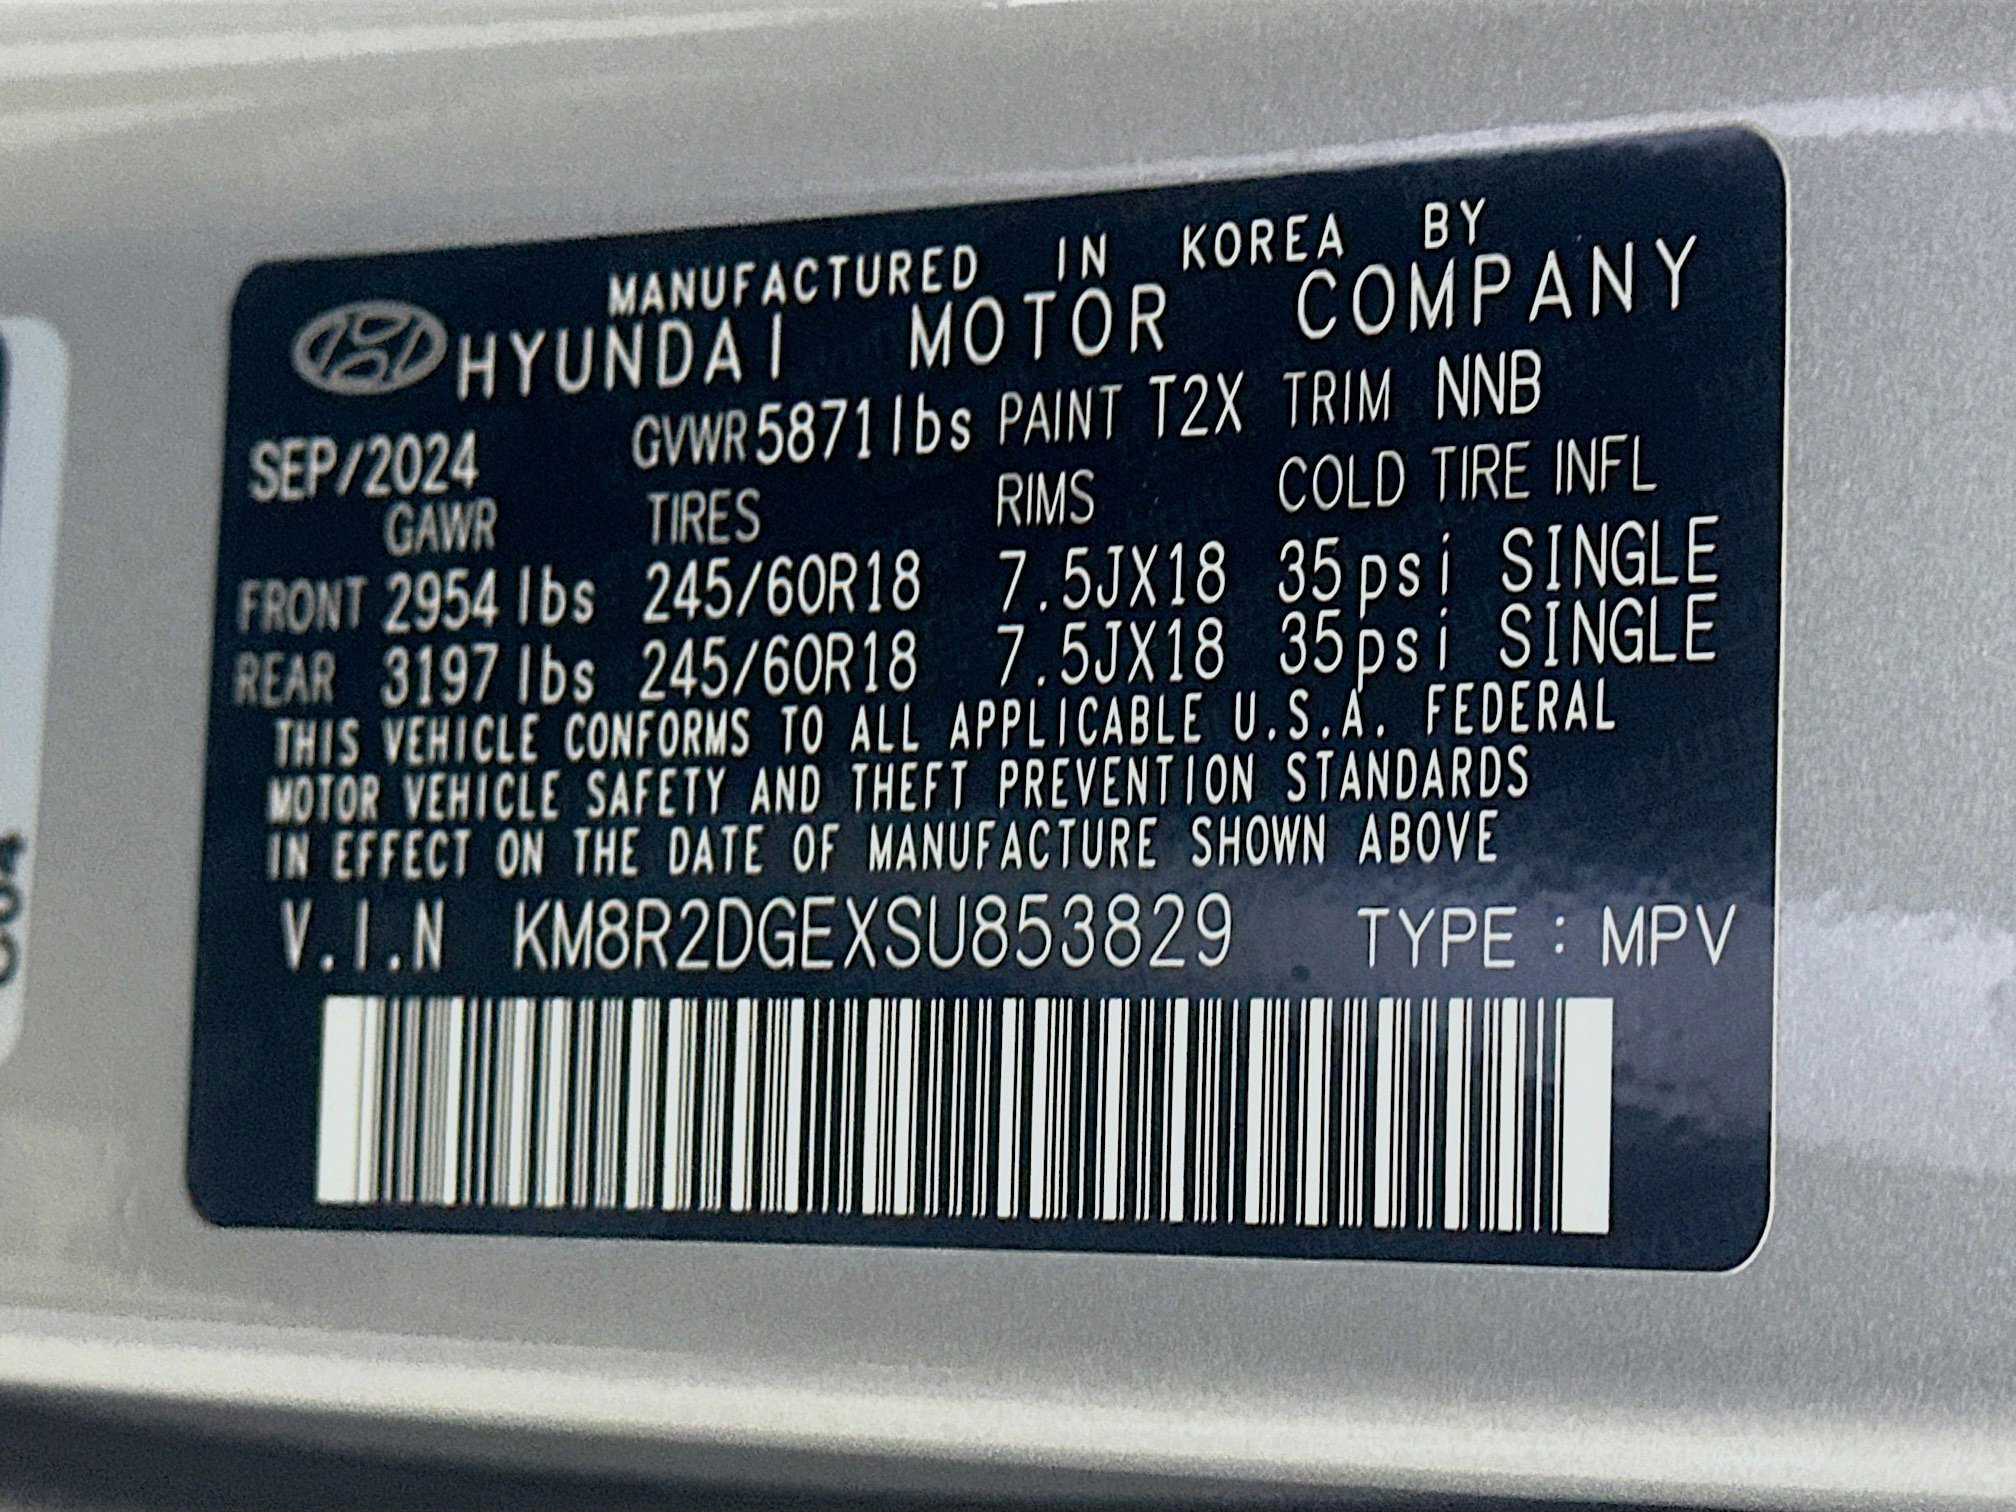 MANUFACTURED IN KOREA BY
HYUNDAI MOTOR COMPANY
SEP/2024 GVWR 5871lbs PAINT T2X TRIM NNB
GAWR TIRES RIMS COLD TIRE INFL
FRONT 2954 lbs 245/60R18 7.5JX18 35psi SINGLE
REAR 3197 lbs 245/60R18 7.5JX18 35psi SINGLE
THIS VEHICLE CONFORMS TO ALL APPLICABLE U.S.A. FEDERAL
MOTOR VEHICLE SAFETY AND THEFT PREVENTION STANDARDS
IN EFFECT ON THE DATE OF MANUFACTURE SHOWN ABOVE
V.I.N KM8R2DGEXSU853829 TYPE : MPV